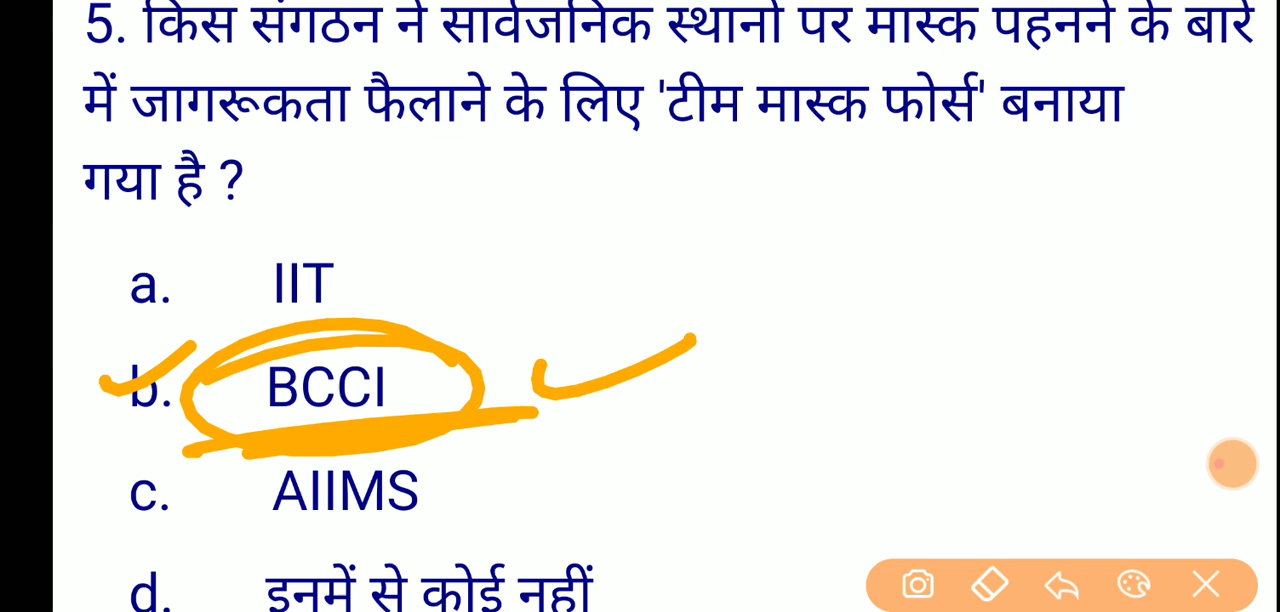 5. किस संगठन ने सार्वजनिक स्थानों पर मास्क पहनने के बारे
में जागरूकता फैलाने के लिए 'टीम मास्क फोर्स' बनाया
गया है ?
a. IIT
b. BCCI
c. AIIMS
d. इनमें से कोई नहीं